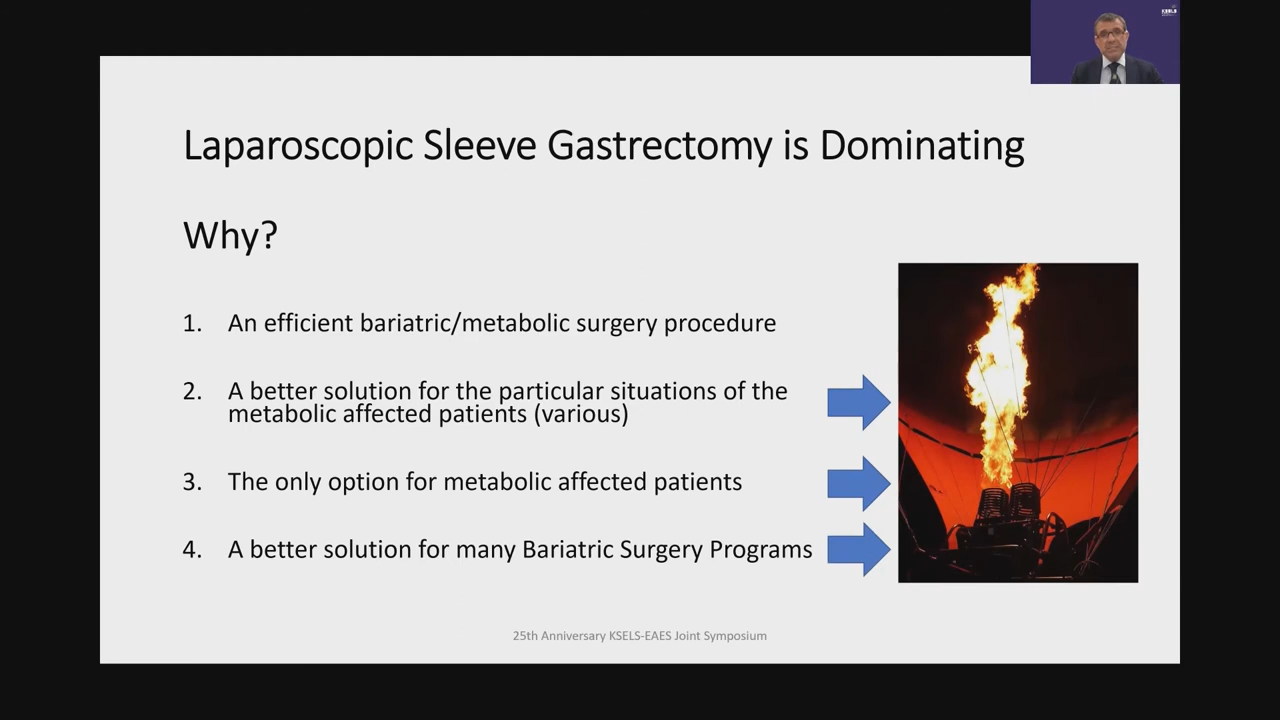 KSELS
Laparoscopic Sleeve Gastrectomy is Dominating
Why?
1. An efficient bariatric/metabolic surgery procedure
2. A better solution for the particular situations of the
metabolic affected patients (various)
3. The only option for metabolic affected patients
4. A better solution for many Bariatric Surgery Programs
25th Anniversary KSELS-EAES Joint Symposium